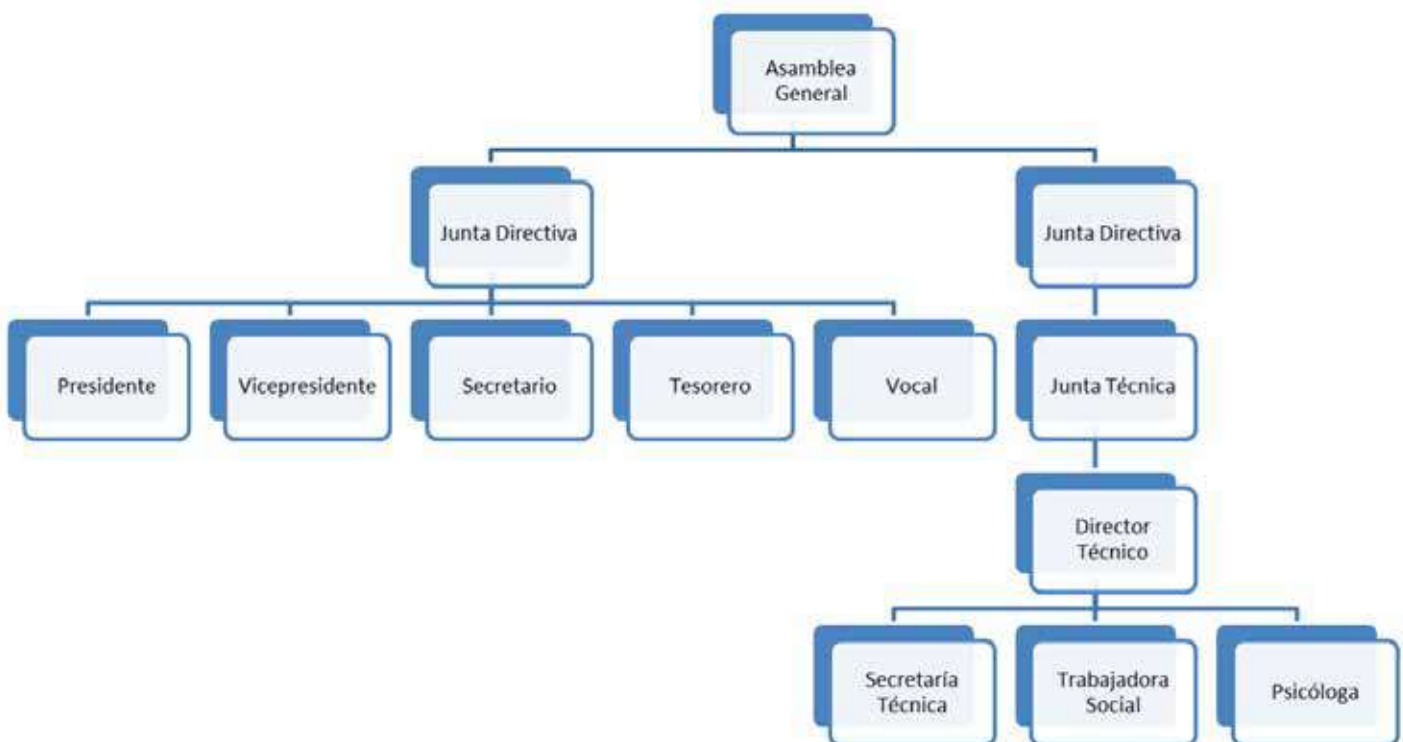 Asamblea
General
Junta Directiva
Junta Directiva
Presidente
Vicepresidente
Secretario
Tesorero
Vocal
Junta Técnica
Director
Técnico
Secretaría
Técnica
Trabajadora
Social
Psicóloga